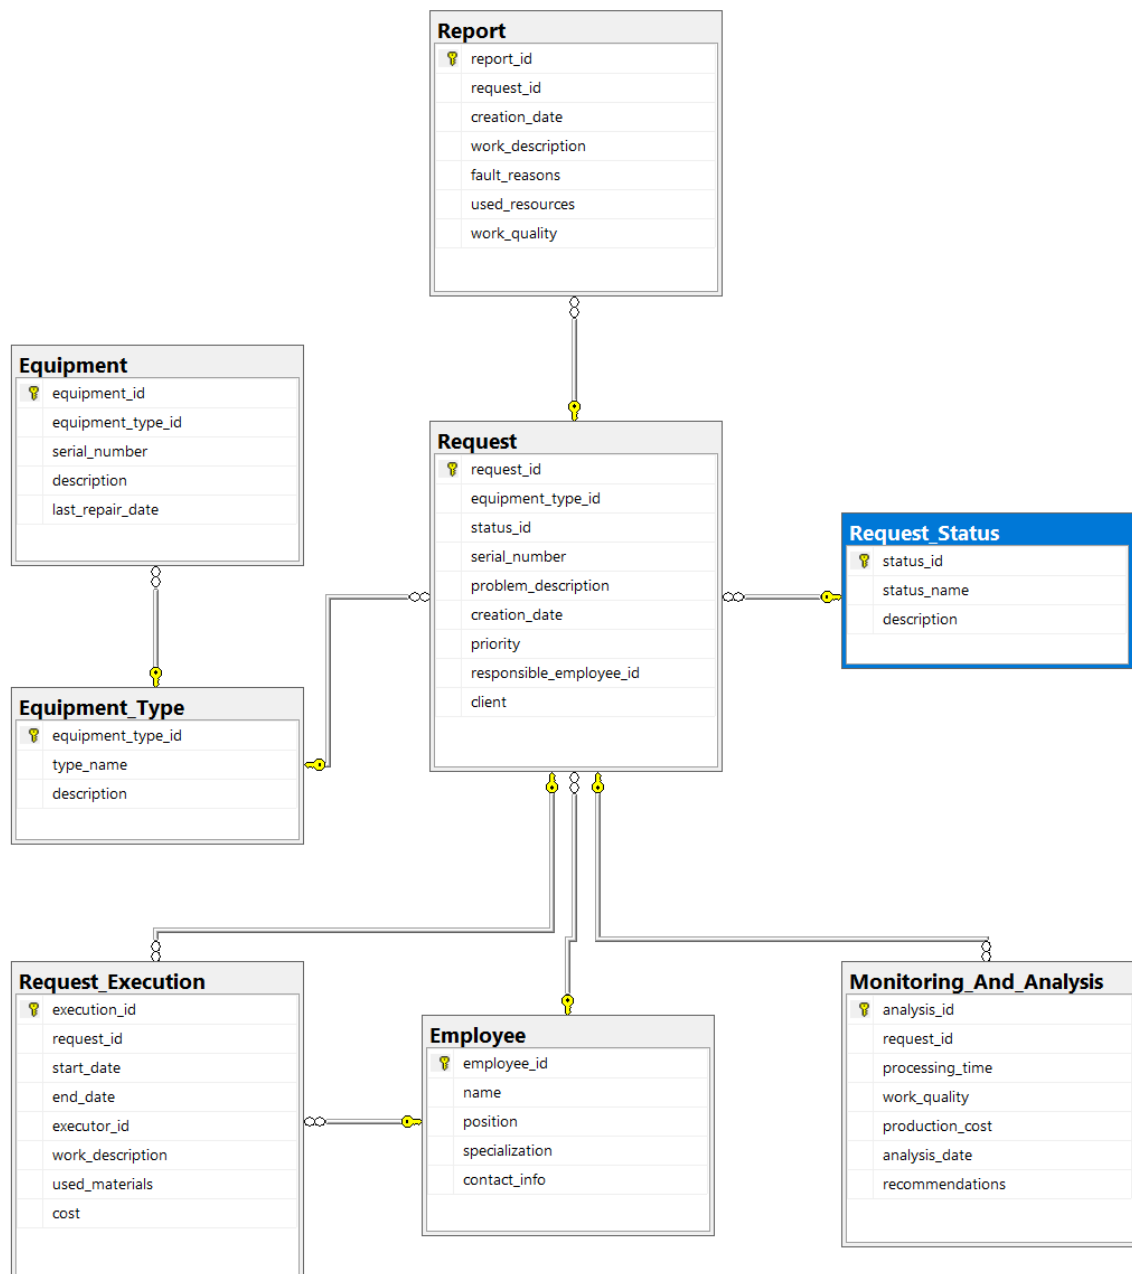 Report
report_id
request_id
creation_date
work_description
fault_reasons
used_resources
work_quality
Equipment
equipment_id
equipment_type_id
serial_number
description
last_repair_date
Request
request_id
equipment_type_id
status_id
serial_number
problem_description
creation_date
priority
responsible_employee_id
client
Request_Status
status_id
status_name
description
Equipment_Type
equipment_type_id
type_name
description
Request_Execution
execution_id
request_id
start_date
end_date
executor_id
work_description
used_materials
cost
Employee
employee_id
name
position
specialization
contact_info
Monitoring_And_Analysis
analysis_id
request_id
processing_time
work_quality
production_cost
analysis_date
recommendations